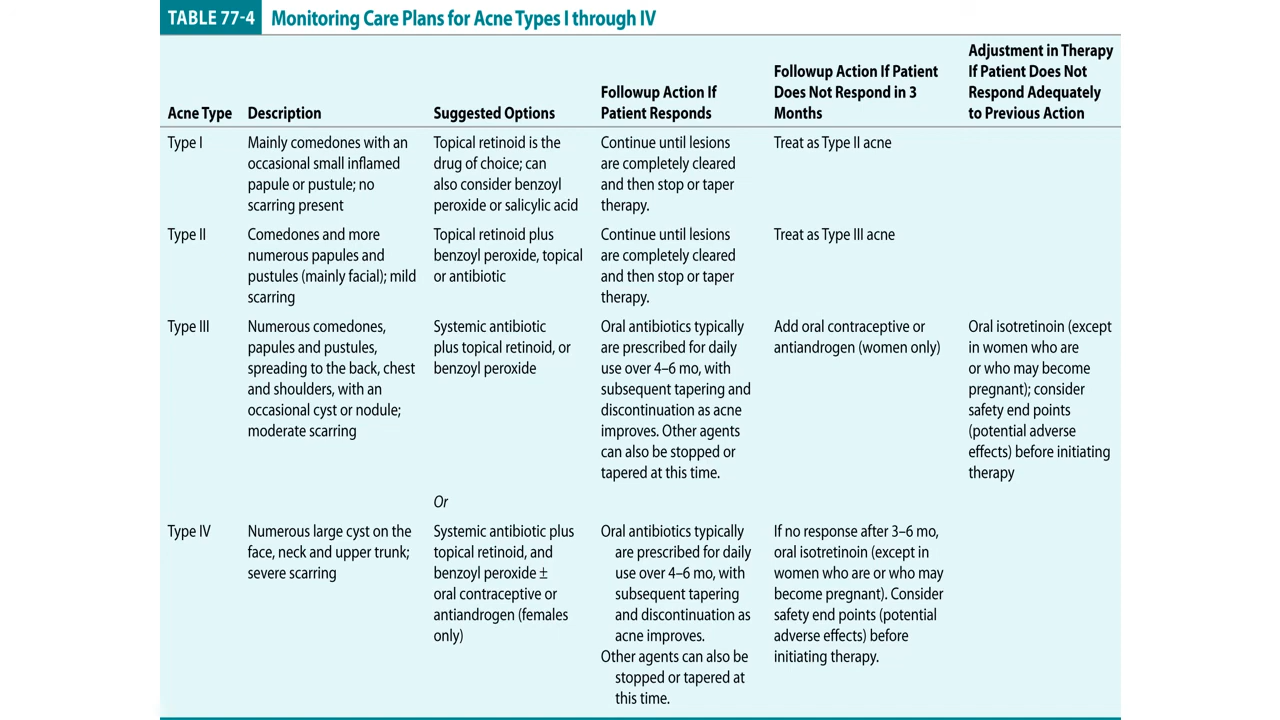 TABLE 77-4 Monitoring Care Plans for Acne Types I through IV
Acne Type
Description
Suggested Options
Followup Action If
Patient Responds
Followup Action If Patient
Does Not Respond in 3
Months
Adjustment in Therapy
If Patient Does Not
Respond Adequately
to Previous Action
Type I
Mainly comedones with an
occasional small inflamed
papule or pustule; no
scarring present
Topical retinoid is the
drug of choice; can
also consider benzoyl
peroxide or salicylic acid
Continue until lesions
are completely cleared
and then stop or taper
therapy.
Treat as Type II acne
Type II
Comedones and more
numerous papules and
pustules (mainly facial); mild
scarring
Topical retinoid plus
benzoyl peroxide, topical
or antibiotic
Continue until lesions
are completely cleared
and then stop or taper
therapy.
Treat as Type III acne
Type III
Numerous comedones,
papules and pustules,
spreading to the back, chest
and shoulders, with an
occasional cyst or nodule;
moderate scarring
Systemic antibiotic
plus topical retinoid, or
benzoyl peroxide
Oral antibiotics typically
are prescribed for daily
use over 4–6 mo, with
subsequent tapering and
discontinuation as acne
improves. Other agents
can also be stopped or
tapered at this time.
Add oral contraceptive or
antiandrogen (women only)
Oral isotretinoin (except
in women who are
or who may become
pregnant); consider
safety end points
(potential adverse
effects) before initiating
therapy
Or
Type IV
Numerous large cyst on the
face, neck and upper trunk;
severe scarring
Systemic antibiotic plus
topical retinoid, and
benzoyl peroxide ±
oral contraceptive or
antiandrogen (females
only)
Oral antibiotics typically
are prescribed for daily
use over 4–6 mo, with
subsequent tapering
and discontinuation as
acne improves.
Other agents can also be
stopped or tapered at
this time.
If no response after 3–6 mo,
oral isotretinoin (except in
women who are or who may
become pregnant). Consider
safety end points (potential
adverse effects) before
initiating therapy.